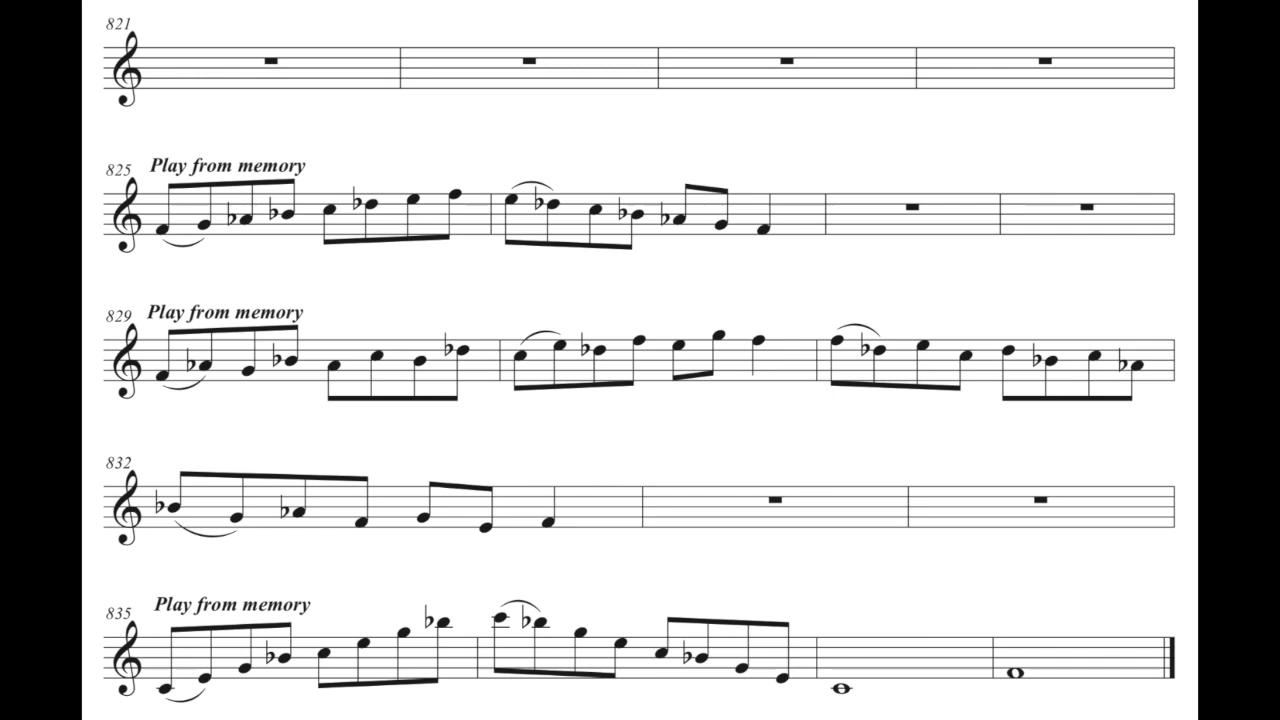 821
825 Play from memory
829 Play from memory
832
835 Play from memory